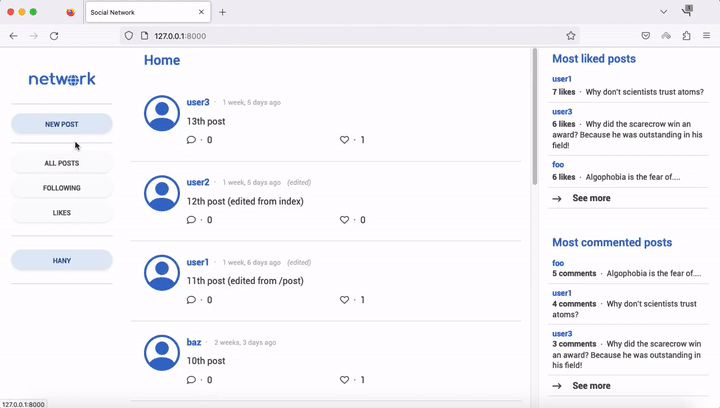 Social Network
127.0.0.1:8000
network
NEW POST
ALL POSTS
FOLLOWING
LIKES
HANY
Home
user3 · 1 week, 5 days ago
13th post
· 0
· 1
user2 · 1 week, 5 days ago (edited)
12th post (edited from index)
· 0
· 0
user1 · 1 week, 6 days ago (edited)
11th post (edited from /post)
· 0
· 1
baz · 2 weeks, 3 days ago
10th post
· 0
· 1
Most liked posts
user1
7 likes · Why don't scientists trust atoms?
user3
6 likes · Why did the scarecrow win an
award? Because he was outstanding in his
field!
foo
6 likes · Algophobia is the fear of....
See more
Most commented posts
foo
5 comments · Algophobia is the fear of....
user1
4 comments · Why don't scientists trust
atoms?
user3
3 comments · Why did the scarecrow win
an award? Because he was outstanding in
his field!
See more
127.0.0.1:8000